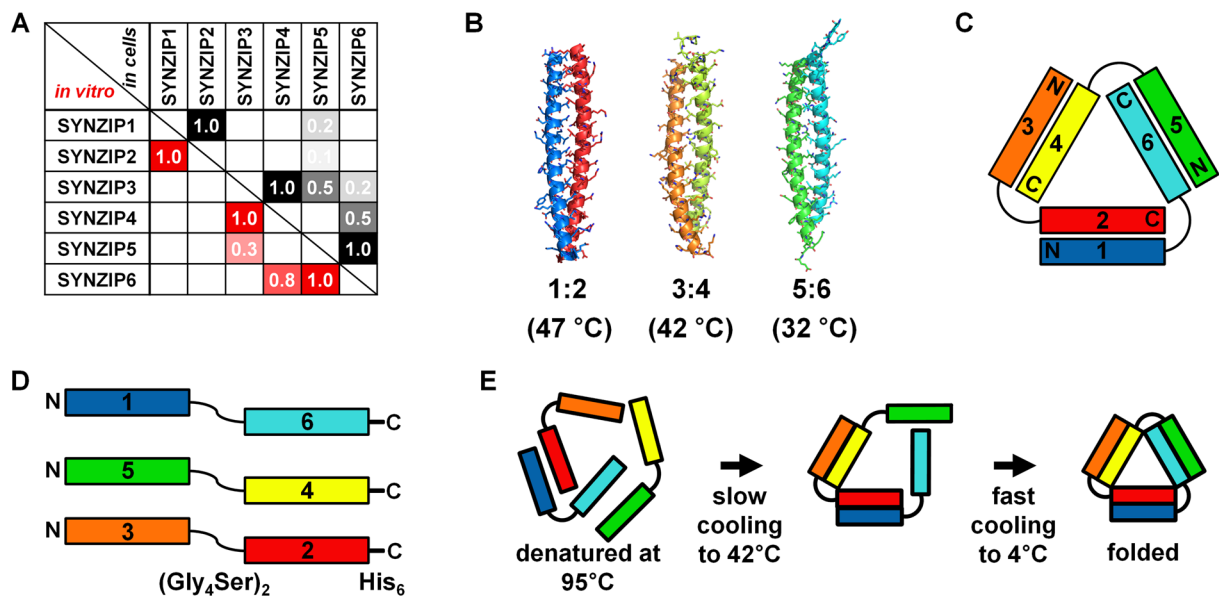 A
in vitro
in cells
SYNZIP1
SYNZIP2
SYNZIP3
SYNZIP4
SYNZIP5
SYNZIP6
SYNZIP1 1.0 0.2
SYNZIP2 1.0 0.1
SYNZIP3 1.0 0.5 0.2
SYNZIP4 1.0 0.5
SYNZIP5 0.3 1.0
SYNZIP6 0.8 1.0
B
1:2 3:4 5:6
(47 °C) (42 °C) (32 °C)
C
N
3
4
C
C
6
5
N
2 C
N 1
D
N 1
6 C
N 5
4 C
N 3
2 C
(Gly4Ser)2 His6
E
denatured at
95°C
slow
cooling
to 42°C
fast
cooling
to 4°C
folded